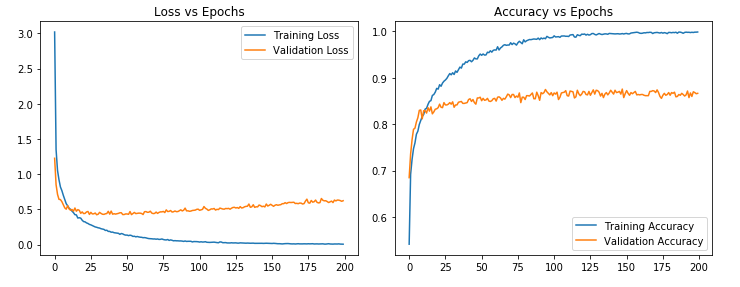 Loss vs Epochs
Training Loss
Validation Loss
3.0
2.5
2.0
1.5
1.0
0.5
0.0
0 25 50 75 100 125 150 175 200
Accuracy vs Epochs
1.0
0.9
0.8
0.7
0.6
Training Accuracy
Validation Accuracy
0 25 50 75 100 125 150 175 200